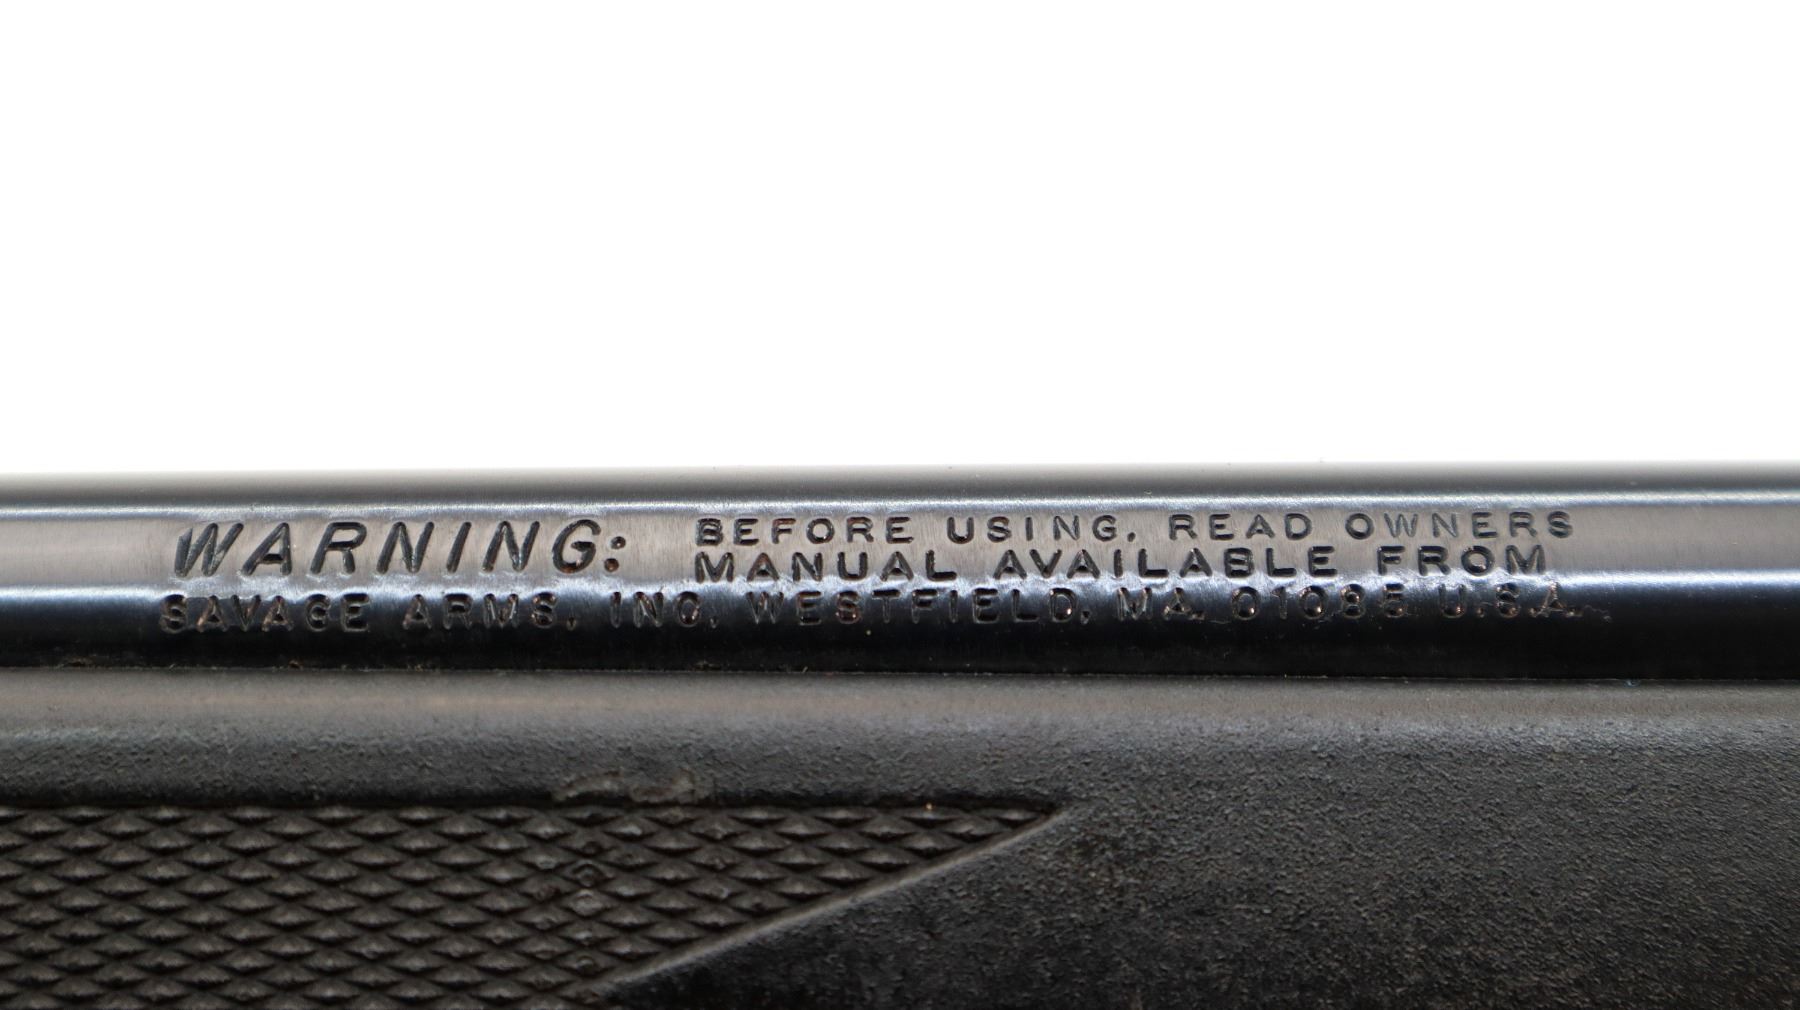 WARNING: BEFORE USING, READ OWNERS
MANUAL AVAILABLE FROM
SAVAGE ARMS, INC. WESTFIELD, MA. 01085 U.S.A.